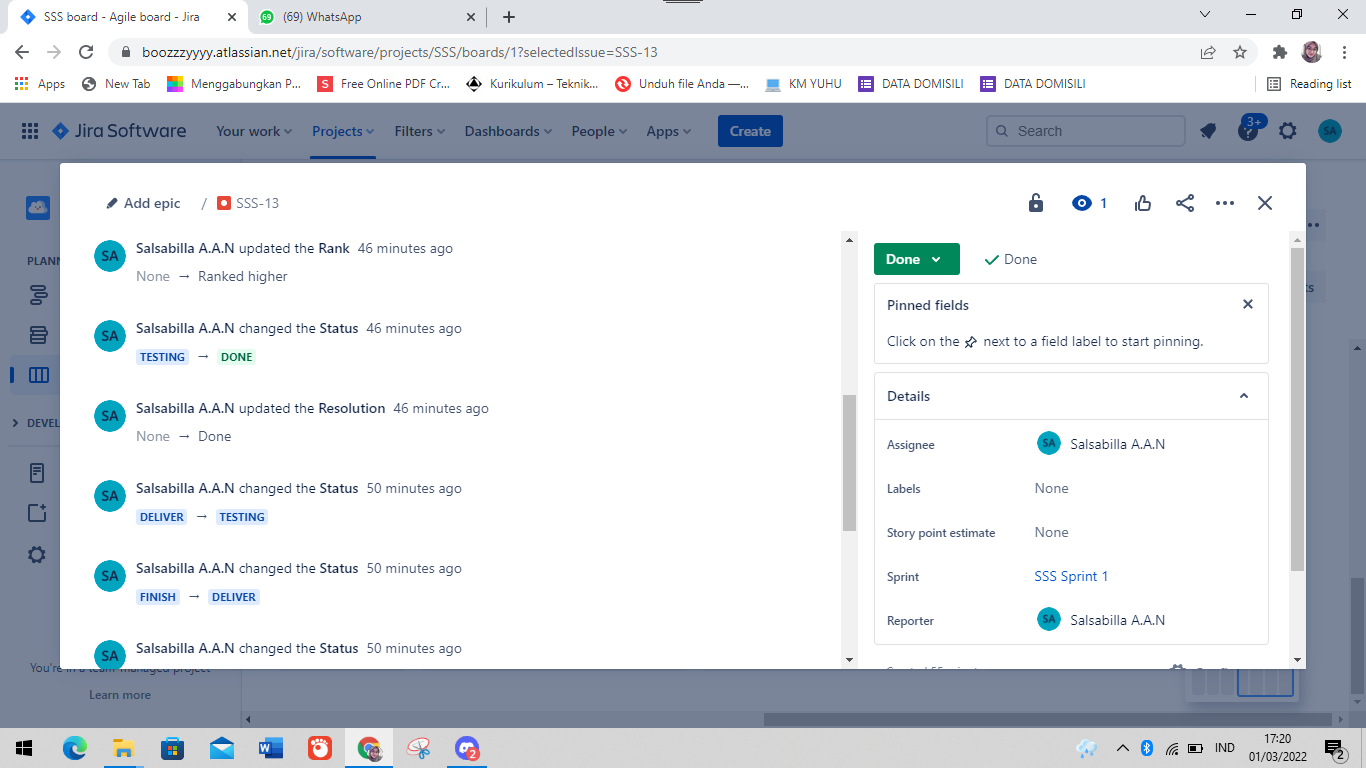 SSS board - Agile board - Jira
69
(69) WhatsApp
boozzzyyyy.atlassian.net/jira/software/projects/SSS/boards/1?selectedIssue=SSS-13
Apps
New Tab
Menggabungkan P...
S
Free Online PDF Cr...
Kurikulum – Teknik...
Unduh file Anda —...
KM YUHU
DATA DOMISILI
DATA DOMISILI
Reading list
Jira Software
Your work
Projects
Filters
Dashboards
People
Apps
Create
Search
3+
SA
Add epic
/
SSS-13
1
SA
Salsabilla A.A.N updated the Rank 46 minutes ago
None → Ranked higher
SA
Salsabilla A.A.N changed the Status 46 minutes ago
TESTING → DONE
SA
Salsabilla A.A.N updated the Resolution 46 minutes ago
None → Done
SA
Salsabilla A.A.N changed the Status 50 minutes ago
DELIVER → TESTING
SA
Salsabilla A.A.N changed the Status 50 minutes ago
FINISH → DELIVER
SA
Salsabilla A.A.N changed the Status 50 minutes ago
Done
Done
Pinned fields
Click on the next to a field label to start pinning.
Details
Assignee
SA
Salsabilla A.A.N
Labels
None
Story point estimate
None
Sprint
SSS Sprint 1
Reporter
SA
Salsabilla A.A.N
PLANN
DEVEL
You're in a team-managed project
Learn more
2
IND
17:20
01/03/2022
2